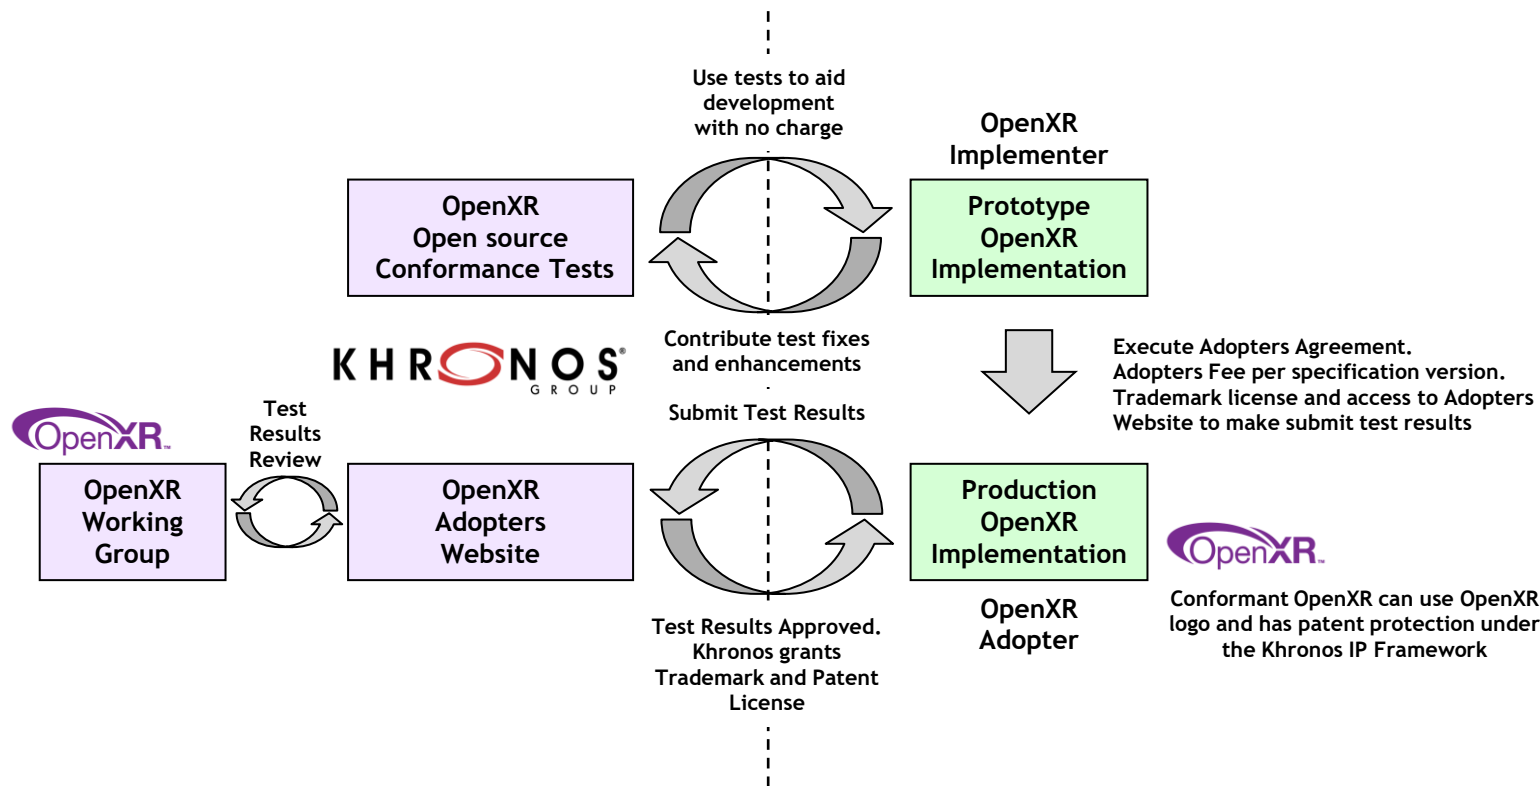 Use tests to aid
development
with no charge
OpenXR
Implementer
OpenXR
Open source
Conformance Tests
Prototype
OpenXR
Implementation
KHRONOS®
GROUP
Contribute test fixes
and enhancements
Execute Adopters Agreement.
Adopters Fee per specification version.
Trademark license and access to Adopters
Website to make submit test results
OpenXR™
Test
Results
Review
Submit Test Results
OpenXR
Working
Group
OpenXR
Adopters
Website
Production
OpenXR
Implementation
OpenXR™
OpenXR
Adopter
Conformant OpenXR can use OpenXR
logo and has patent protection under
the Khronos IP Framework
Test Results Approved.
Khronos grants
Trademark and Patent
License